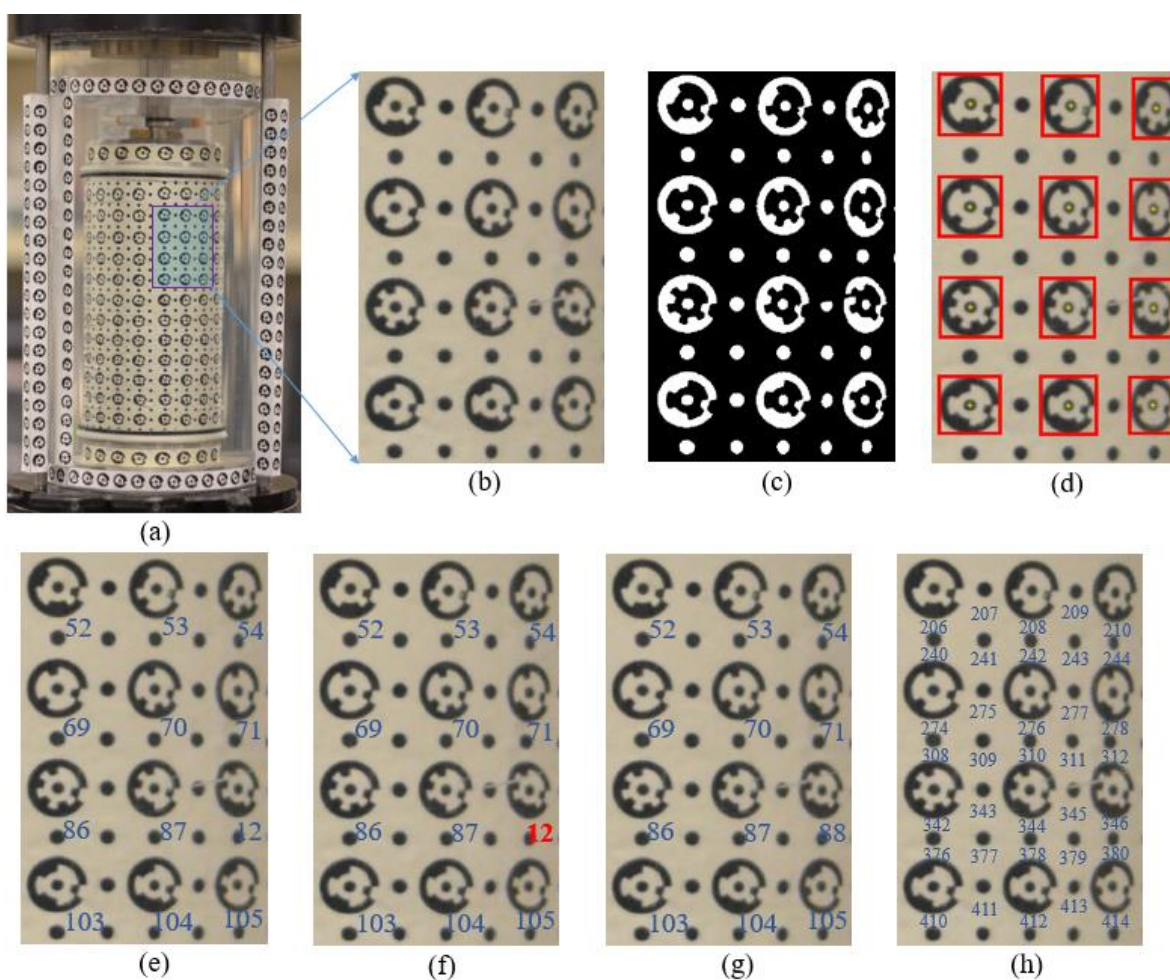 (a)
(b)
(c)
(d)
52 53 54
69 70 71
86 87 12
103 104 105
(e)
52 53 54
69 70 71
86 87 12
103 104 105
(f)
52 53 54
69 70 71
86 87 88
103 104 105
(g)
207 209
206 208 210
240 241 242 243 244
275 277
274 276 278
308 309 310 311 312
343 345
342 344 346
376 377 378 379 380
411 413
410 412 414
(h)